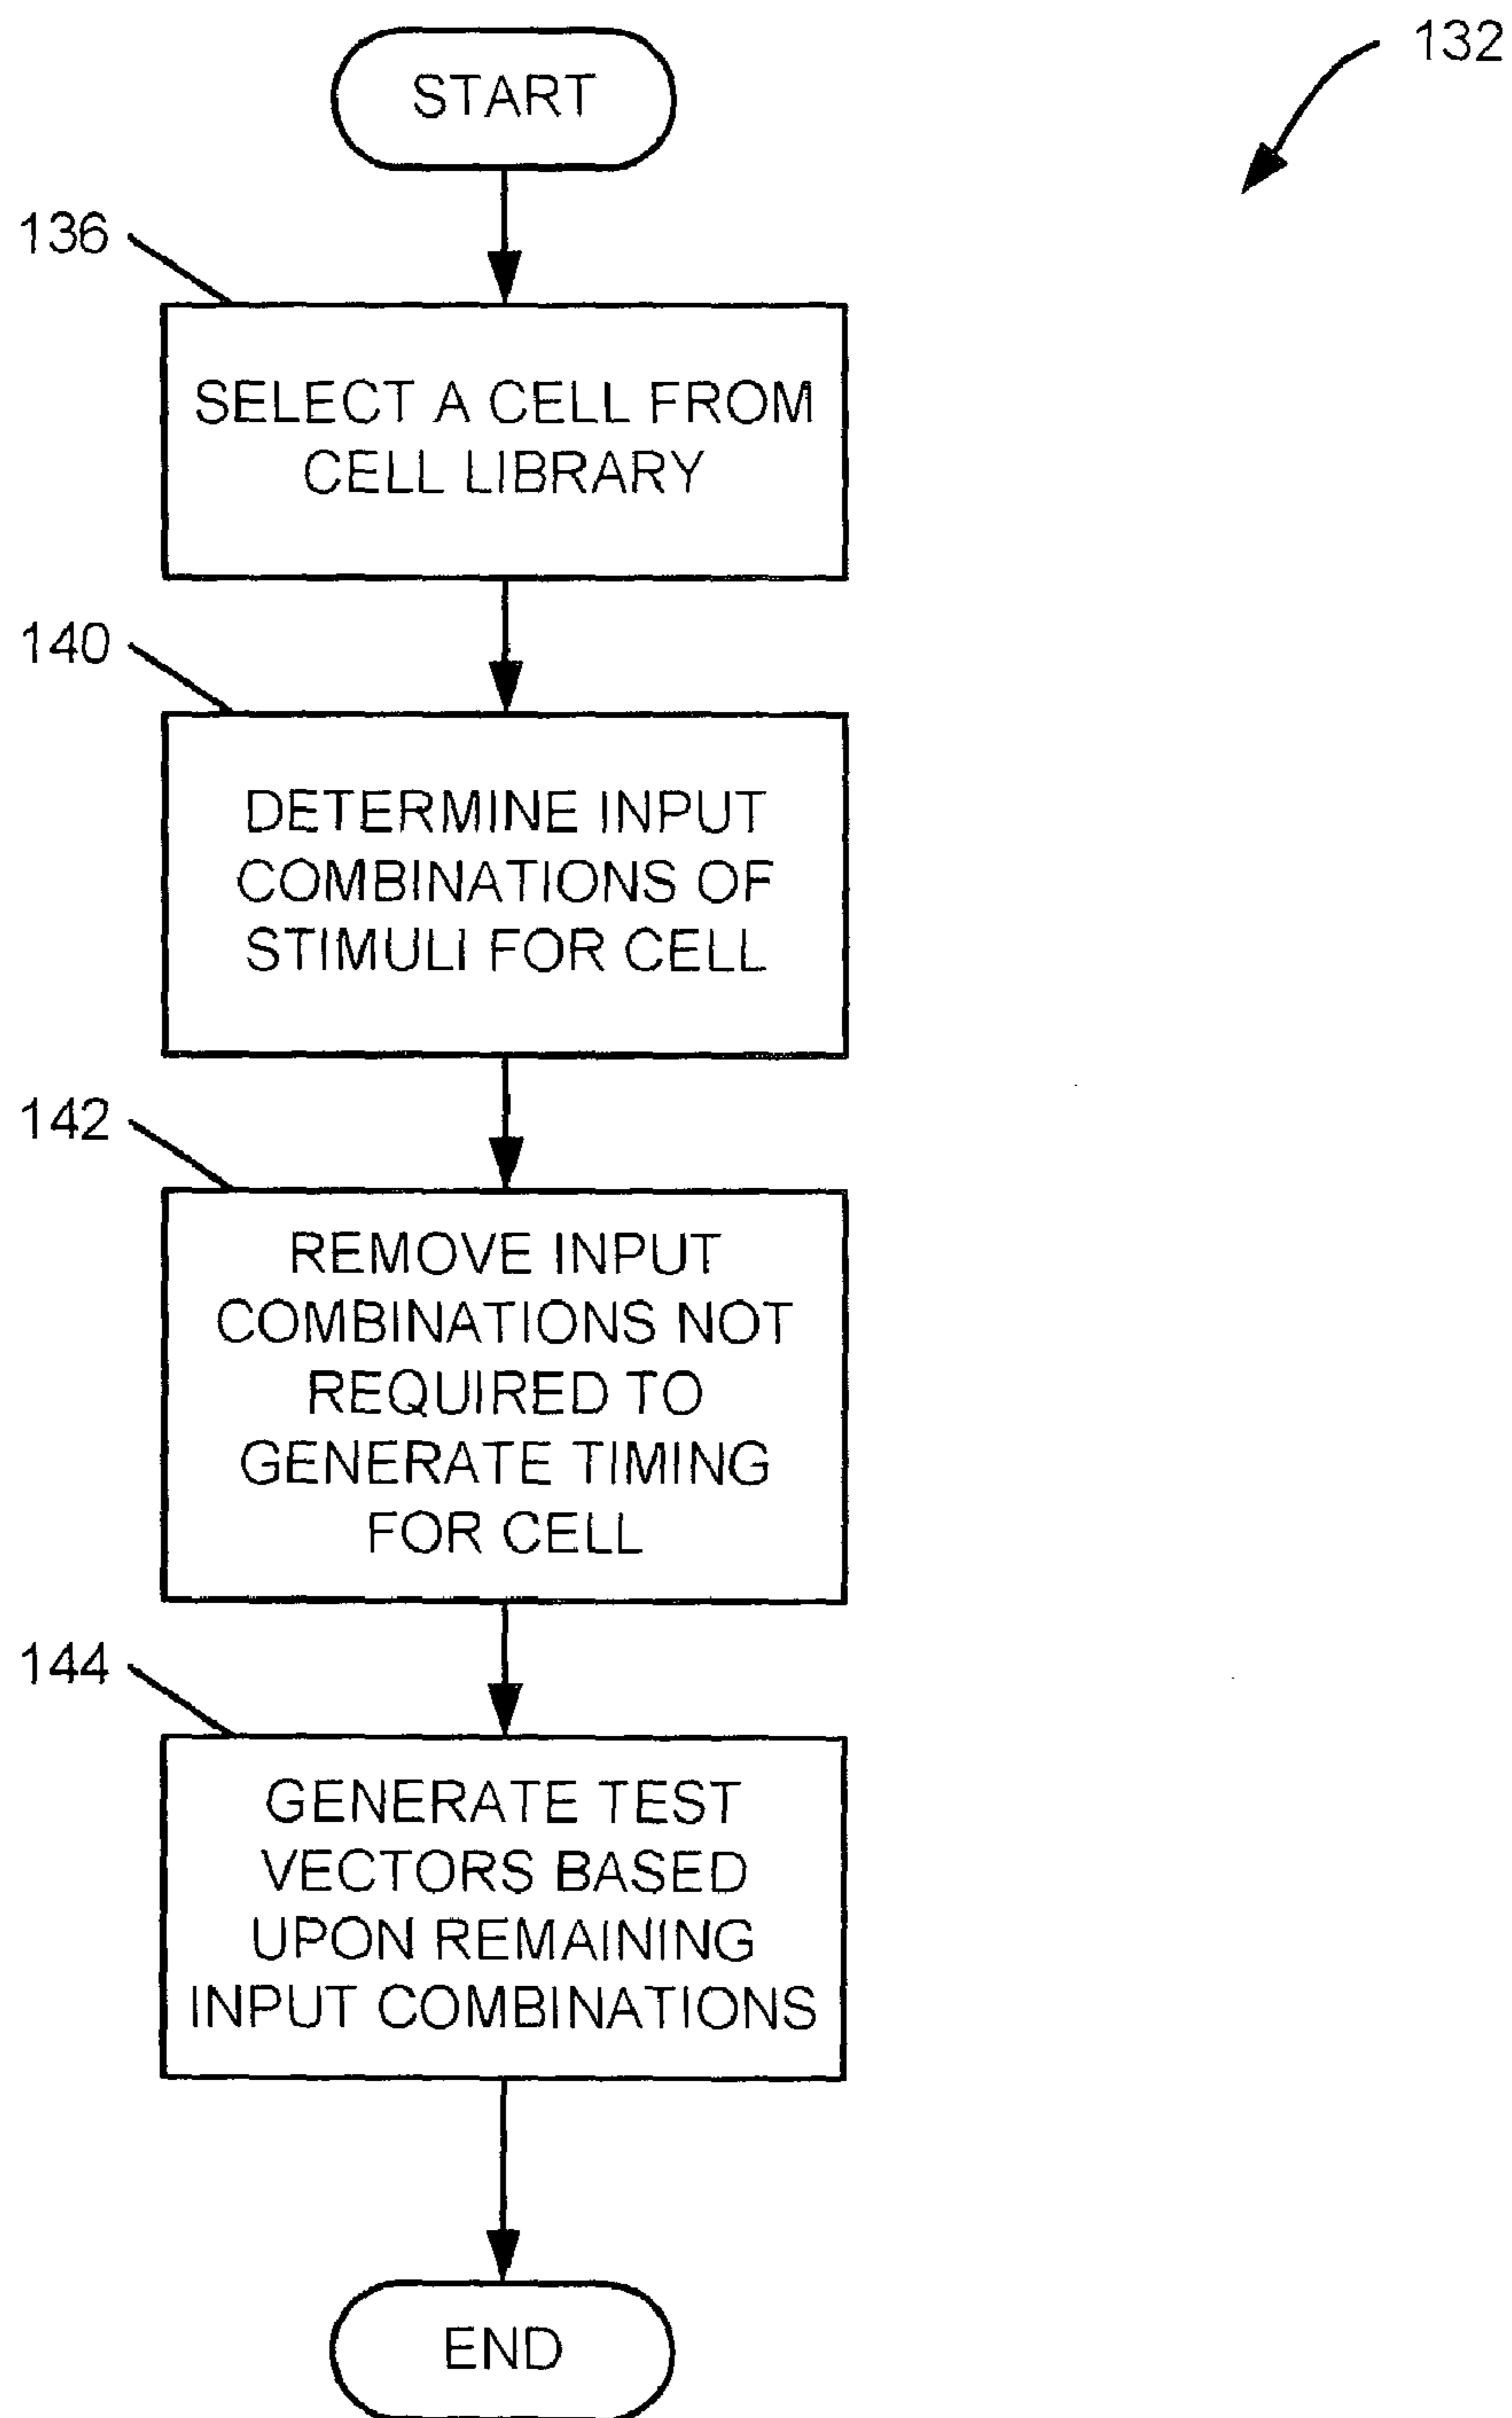 132
START
136
SELECT A CELL FROM
CELL LIBRARY
140
DETERMINE INPUT
COMBINATIONS OF
STIMULI FOR CELL
142
REMOVE INPUT
COMBINATIONS NOT
REQUIRED TO
GENERATE TIMING
FOR CELL
144
GENERATE TEST
VECTORS BASED
UPON REMAINING
INPUT COMBINATIONS
END